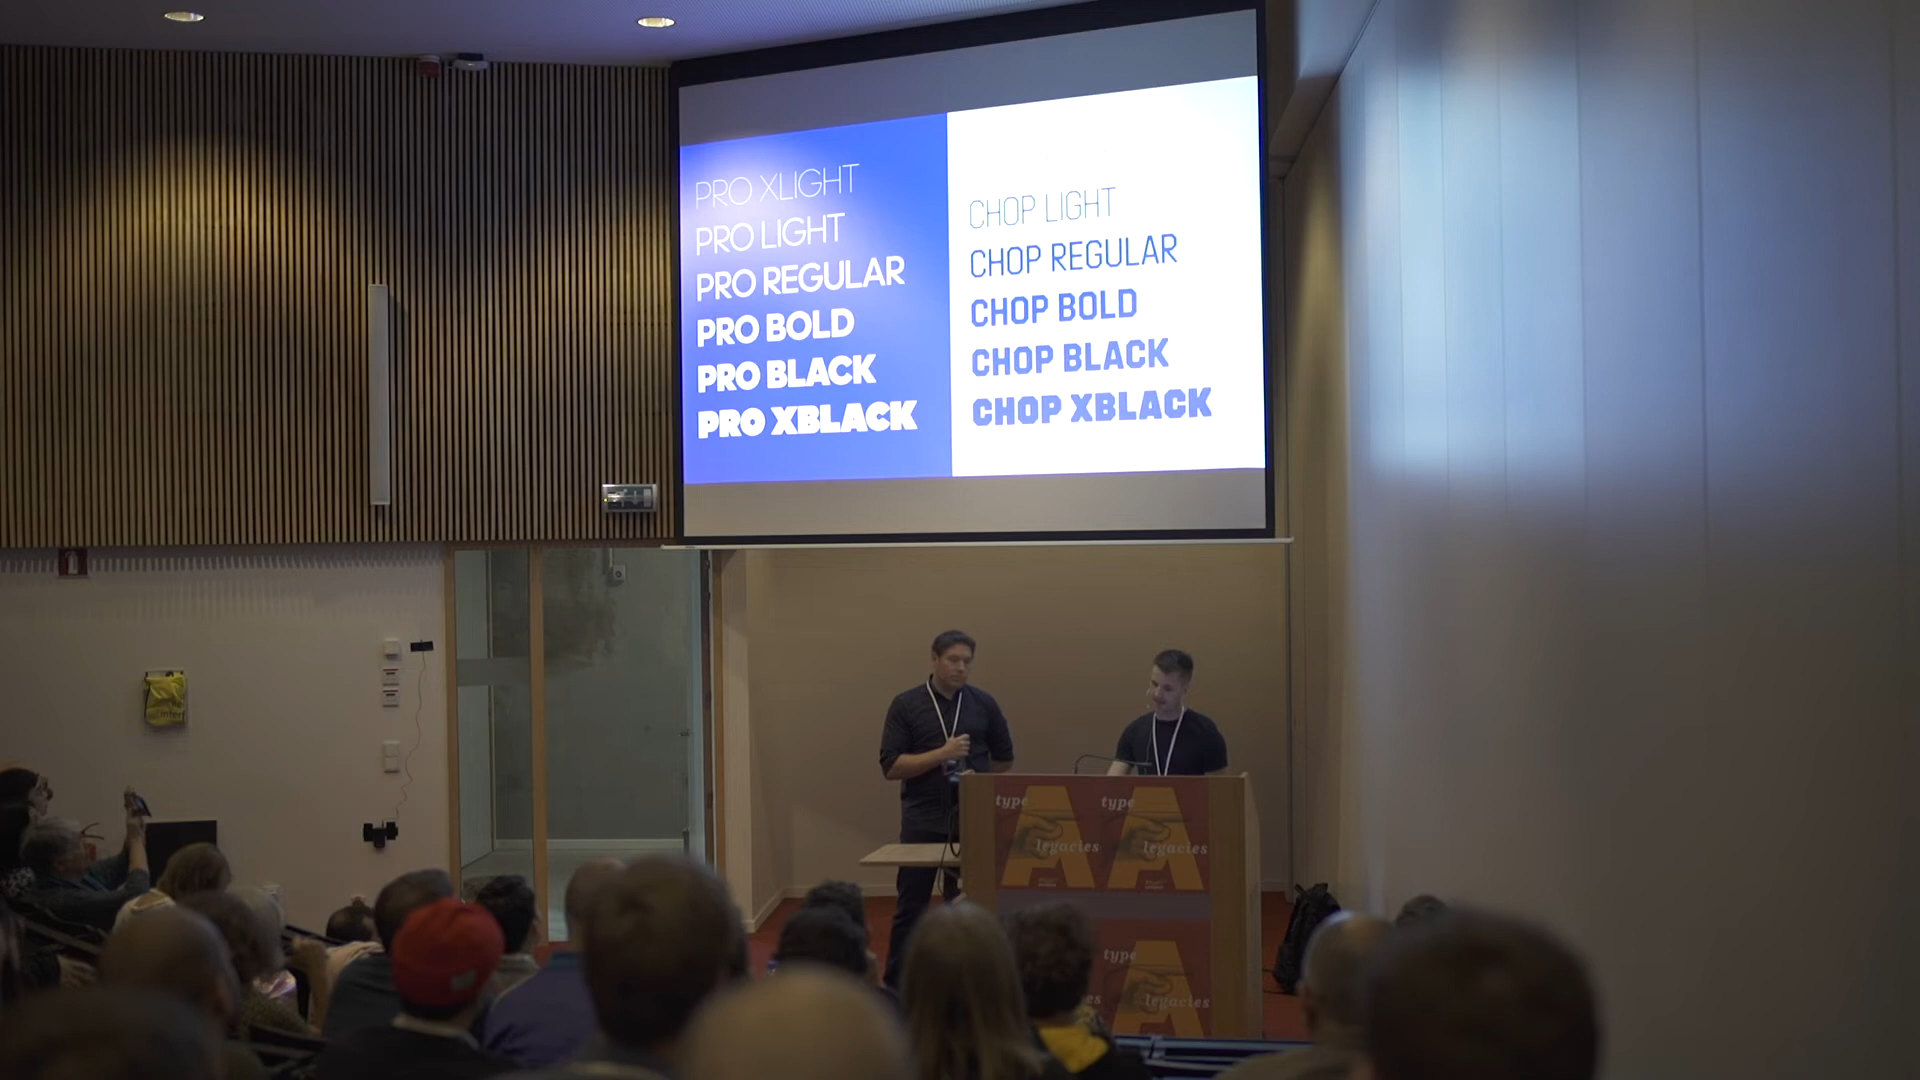 PRO XLIGHT
PRO LIGHT
PRO REGULAR
PRO BOLD
PRO BLACK
PRO XBLACK
CHOP LIGHT
CHOP REGULAR
CHOP BOLD
CHOP BLACK
CHOP XBLACK
type
legacies
type
legacies
type
legacies